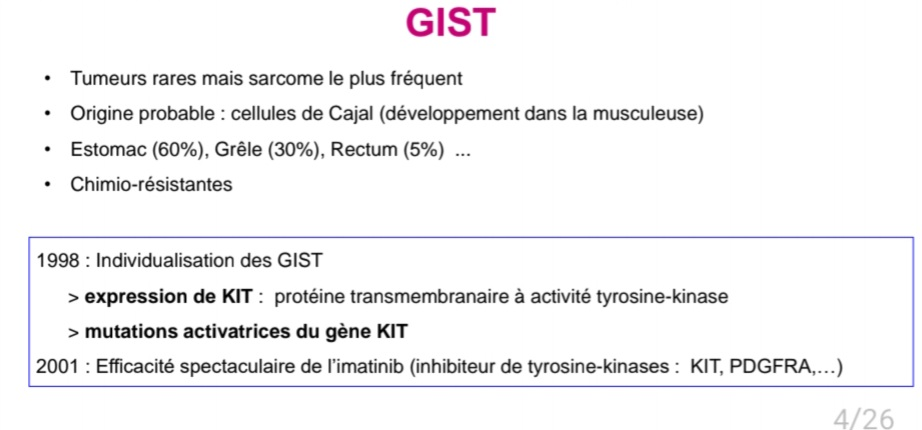 GIST
• Tumeurs rares mais sarcome le plus fréquent
• Origine probable : cellules de Cajal (développement dans la musculeuse)
• Estomac (60%), Grêle (30%), Rectum (5%) ...
• Chimio-résistantes
1998 : Individualisation des GIST
> expression de KIT : protéine transmembranaire à activité tyrosine-kinase
> mutations activatrices du gène KIT
2001 : Efficacité spectaculaire de l'imatinib (inhibiteur de tyrosine-kinases : KIT, PDGFRA,...)
4/26